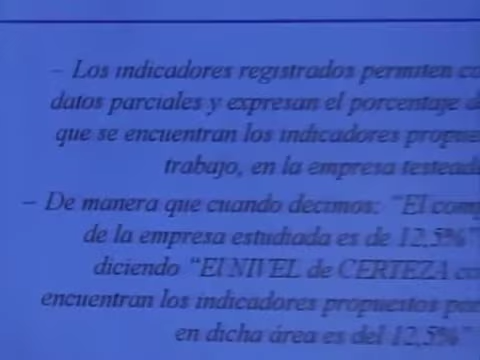 – Los indicadores registrados permiten
datos parciales y expresan el porcentaje
que se encuentran los indicadores
trabajo, en la empresa
– De manera que cuando decimos: "El
de la empresa estudiada es de 12,5%"
diciendo "El NIVEL de CERTEZA
encuentran los indicadores propuestos
en dicha área es del 12,5%"